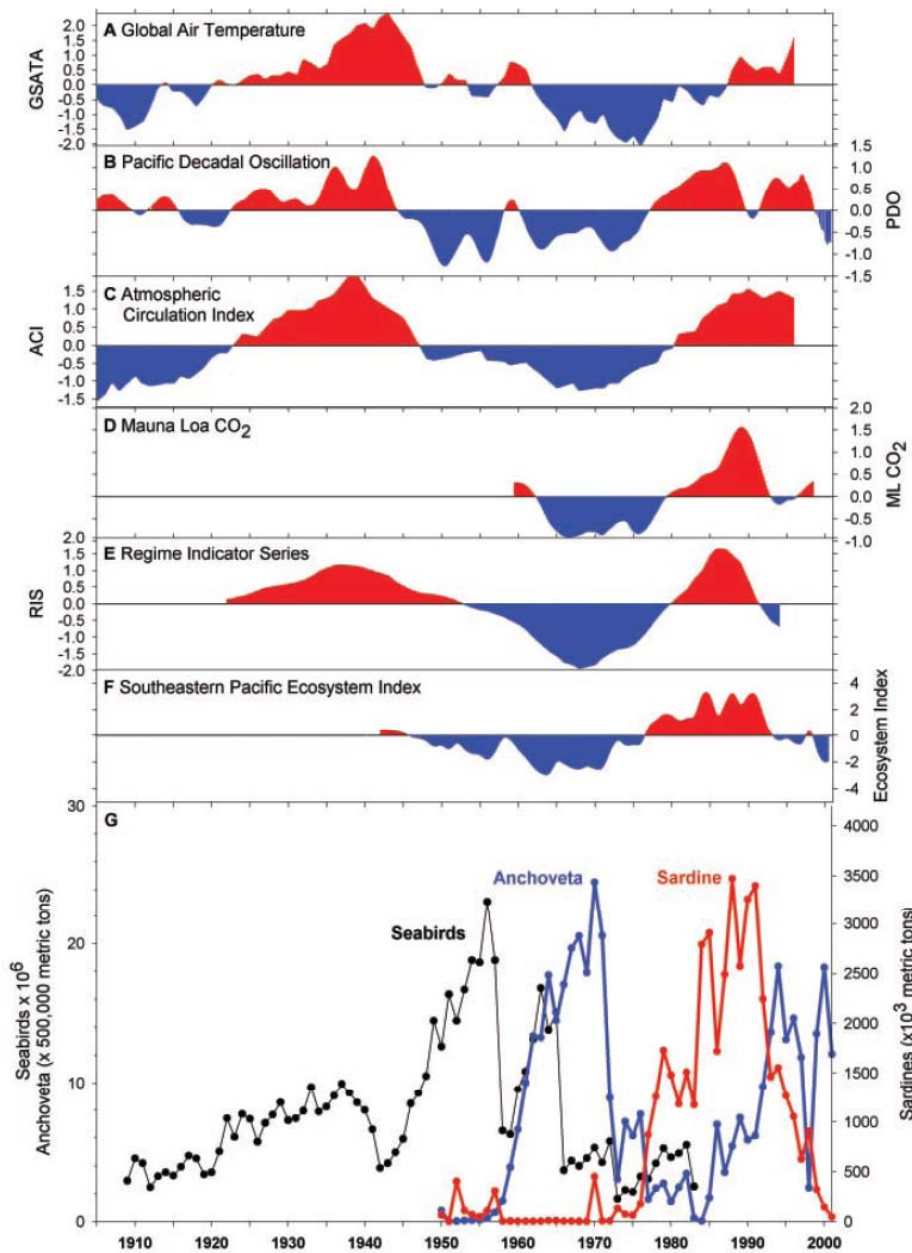 A Global Air Temperature
2.0
1.5
1.0
0.5
0.0
-0.5
-1.0
-1.5
-2.0
GSATA
B Pacific Decadal Oscillation
1.5
1.0
0.5
0.0
-0.5
-1.0
-1.5
PDO
C Atmospheric
Circulation Index
1.5
1.0
0.5
0.0
-0.5
-1.0
-1.5
ACI
D Mauna Loa CO2
2.0
1.5
1.0
0.5
0.0
-0.5
-1.0
ML CO2
E Regime Indicator Series
2.0
1.5
1.0
0.5
0.0
-0.5
-1.0
-1.5
-2.0
RIS
F Southeastern Pacific Ecosystem Index
4
2
0
-2
-4
Ecosystem Index
G
30
20
10
0
Seabirds x 10^6
Anchoveta (x 500,000 metric tons)
Anchoveta
Sardine
Seabirds
4000
3500
3000
2500
2000
1500
1000
500
0
Sardines (x10^3 metric tons)
1910 1920 1930 1940 1950 1960 1970 1980 1990 2000